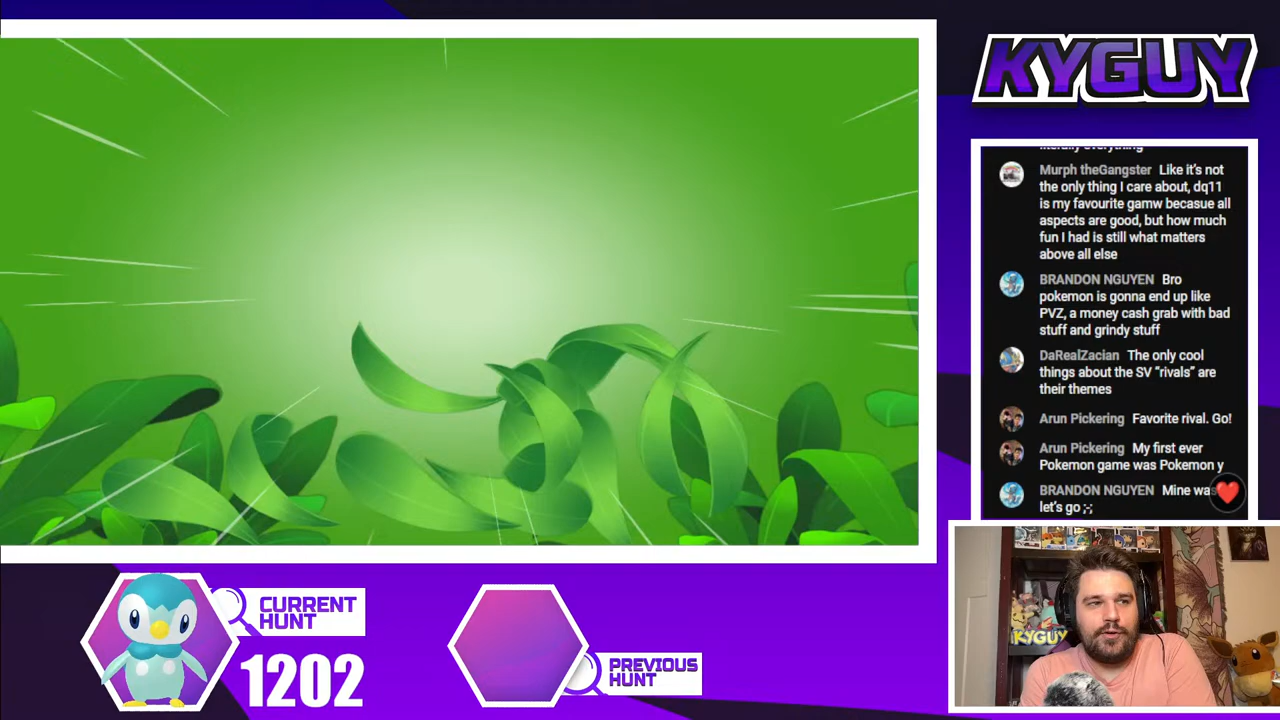 KYGUY
literally everything
Murph theGangster Like it's not
the only thing I care about, dq11
is my favourite gamw becasue all
aspects are good, but how much
fun I had is still what matters
above all else
BRANDON NGUYEN Bro
pokemon is gonna end up like
PVZ, a money cash grab with bad
stuff and grindy stuff
DaRealZacian The only cool
things about the SV "rivals" are
their themes
Arun Pickering Favorite rival. Go!
Arun Pickering My first ever
Pokemon game was Pokemon y
BRANDON NGUYEN Mine was
let's go ;-;
CURRENT
HUNT
1202
PREVIOUS
HUNT
KYGUY